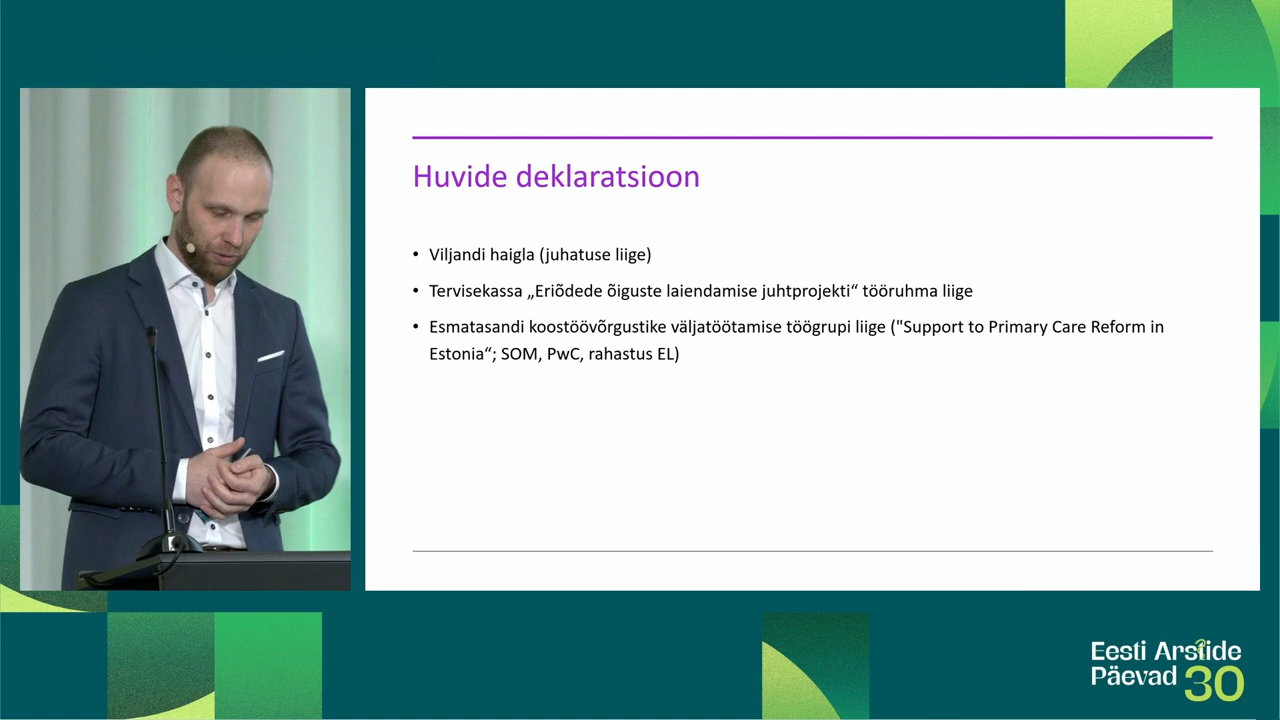 Huvide deklaratsioon
• Viljandi haigla (juhatuse liige)
• Tervisekassa „Eriõdede õiguste laiendamise juhtprojekti“ tööruhma liige
• Esmatasandi koostöövõrgustike väljatöötamise töögrupi liige ("Support to Primary Care Reform in
Estonia“; SOM, PwC, rahastus EL)
Eesti Arstide
Päevad 30